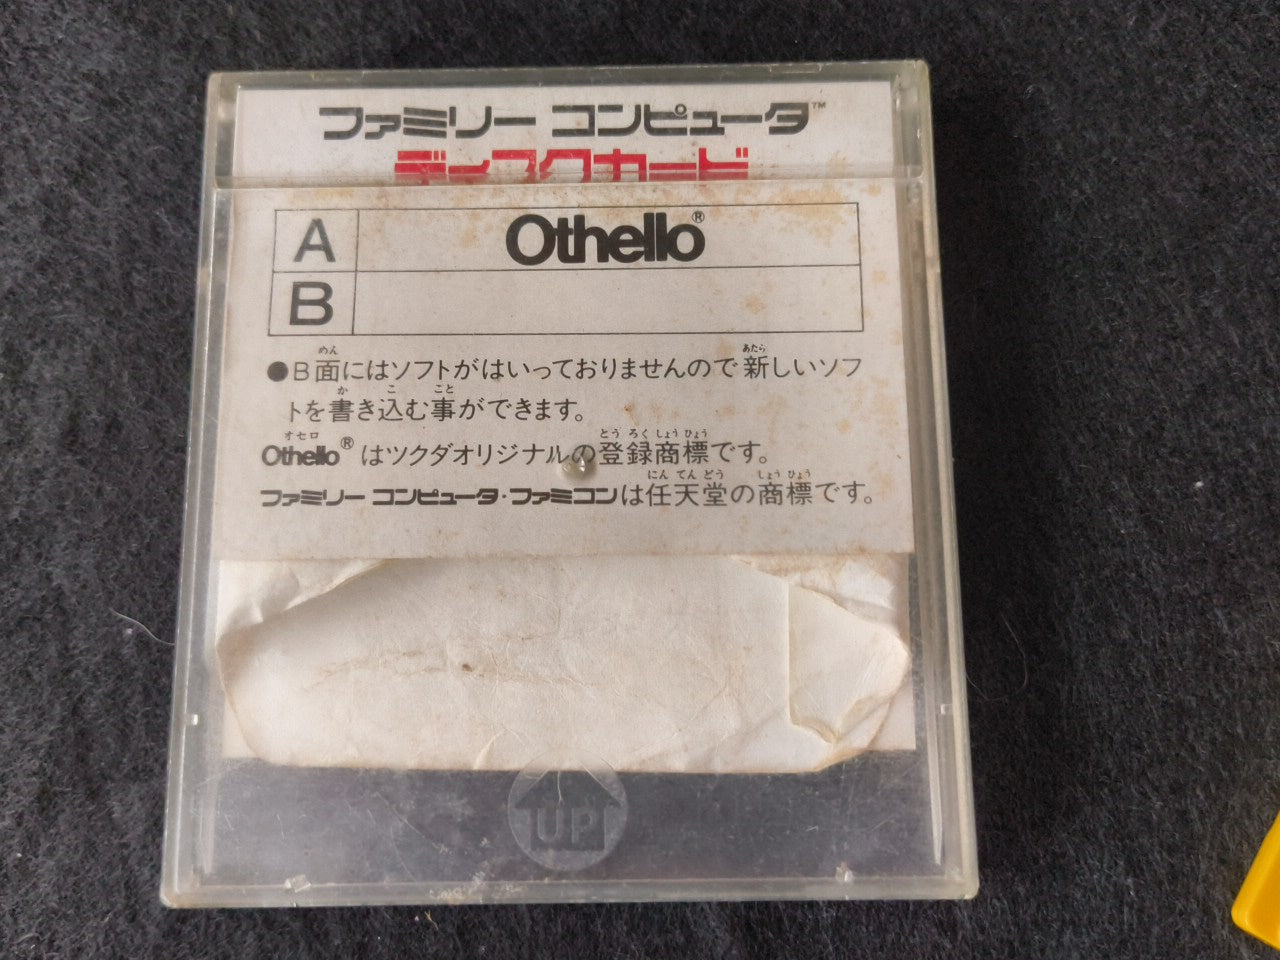 ファミリー コンピュータ™
ディスクカード
A Othello®
B
めん あたら
●B面にはソフトがはいっておりませんので新しいソフ
か こ こと
トを書き込む事ができます。
オセロ とう ろく しょう ひょう
Othello®はツクダオリジナルの登録商標です。
にん てん どう しょう ひょう
ファミリー コンピュータ・ファミコンは任天堂の商標です。
UP